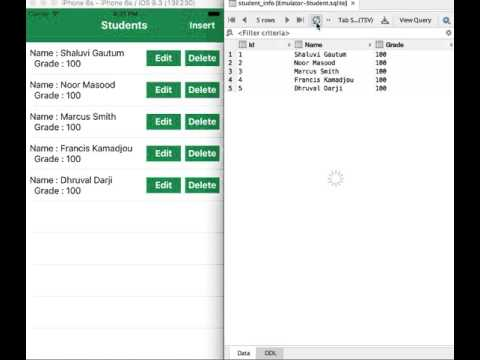 iPhone 6s – iPhone 6s / iOS 9.3 (13E230)
Carrier 4:31 PM
Students Insert
Name : Shaluvi Gautum
Grade : 100
Edit Delete
Name : Noor Masood
Grade : 100
Edit Delete
Name : Marcus Smith
Grade : 100
Edit Delete
Name : Francis Kamadjou
Grade : 100
Edit Delete
Name : Dhruval Darji
Grade : 100
Edit Delete
student_info [Emulator-Student.sqlite]
5 rows Tab S...(TSV) View Query
<Filter criteria>
Id Name Grade
1 1 Shaluvi Gautum 100
2 2 Noor Masood 100
3 3 Marcus Smith 100
4 4 Francis Kamadjou 100
5 5 Dhruval Darji 100
Data DDL